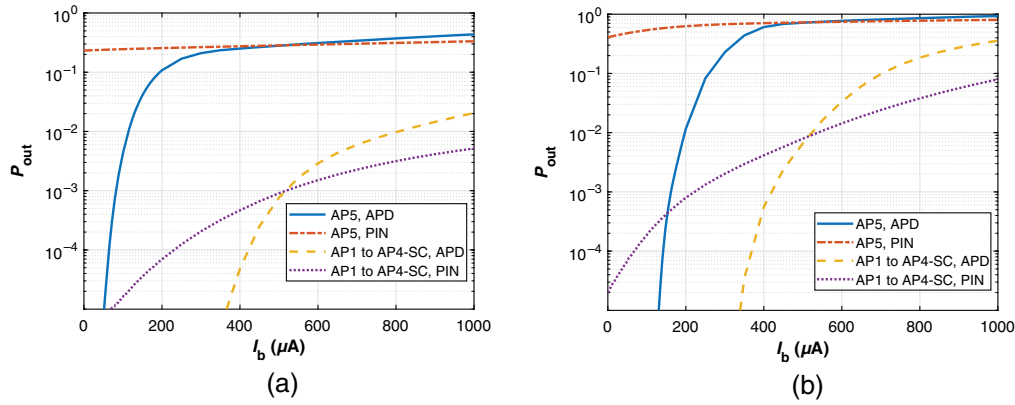 (a)
10^0
10^-1
10^-2
10^-3
10^-4
P_out
0 200 400 600 800 1000
I_b (μA)
AP5, APD
AP5, PIN
AP1 to AP4-SC, APD
AP1 to AP4-SC, PIN
(a)
10^0
10^-1
10^-2
10^-3
10^-4
P_out
0 200 400 600 800 1000
I_b (μA)
AP5, APD
AP5, PIN
AP1 to AP4-SC, APD
AP1 to AP4-SC, PIN
(b)